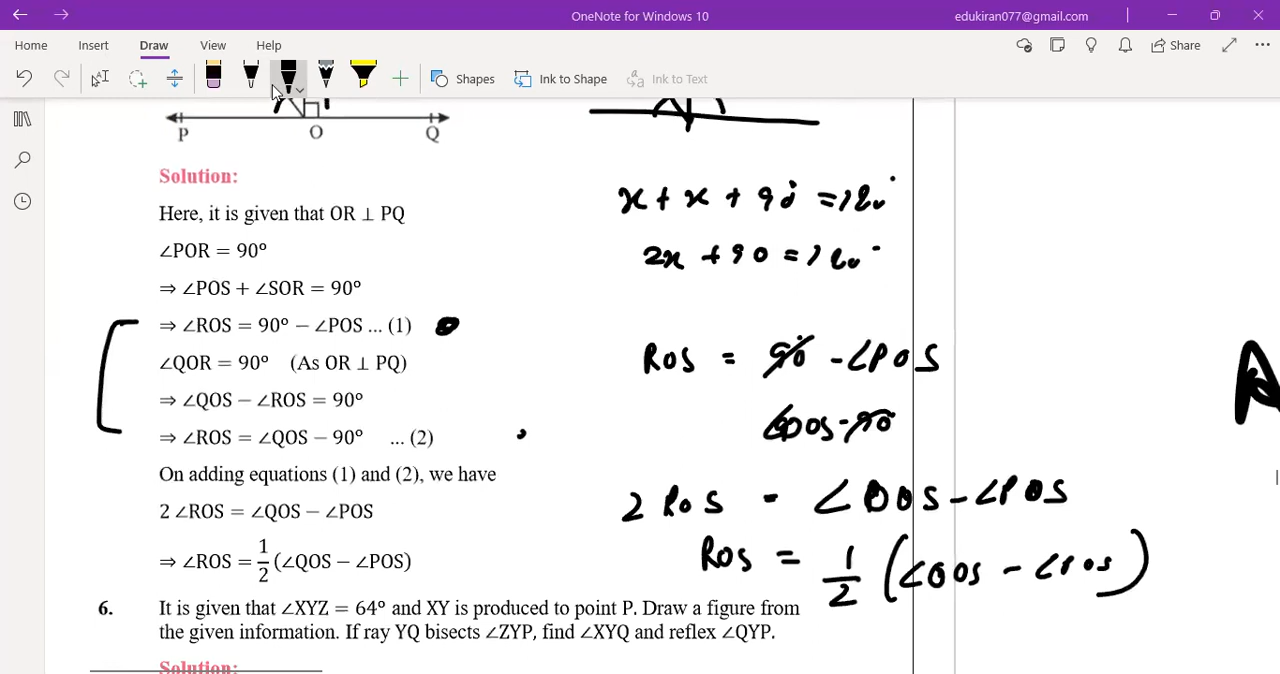 OneNote for Windows 10
edukiran077@gmail.com
Home Insert Draw View Help
Share
Shapes Ink to Shape Ink to Text
P O Q
Solution:
Here, it is given that OR ⊥ PQ
∠POR = 90°
⇒ ∠POS + ∠SOR = 90°
⇒ ∠ROS = 90° − ∠POS ... (1)
∠QOR = 90° (As OR ⊥ PQ)
⇒ ∠QOS − ∠ROS = 90°
⇒ ∠ROS = ∠QOS − 90° ... (2)
On adding equations (1) and (2), we have
2 ∠ROS = ∠QOS − ∠POS
⇒ ∠ROS = 1/2 (∠QOS − ∠POS)
6. It is given that ∠XYZ = 64° and XY is produced to point P. Draw a figure from
the given information. If ray YQ bisects ∠ZYP, find ∠XYQ and reflex ∠QYP.
Solution:
x + x + 90° = 180°
2x + 90 = 180°
ROS = 90 - ∠POS
∠QOS - 90°
2 ROS = ∠QOS - ∠POS
ROS = 1/2 (∠QOS - ∠POS)